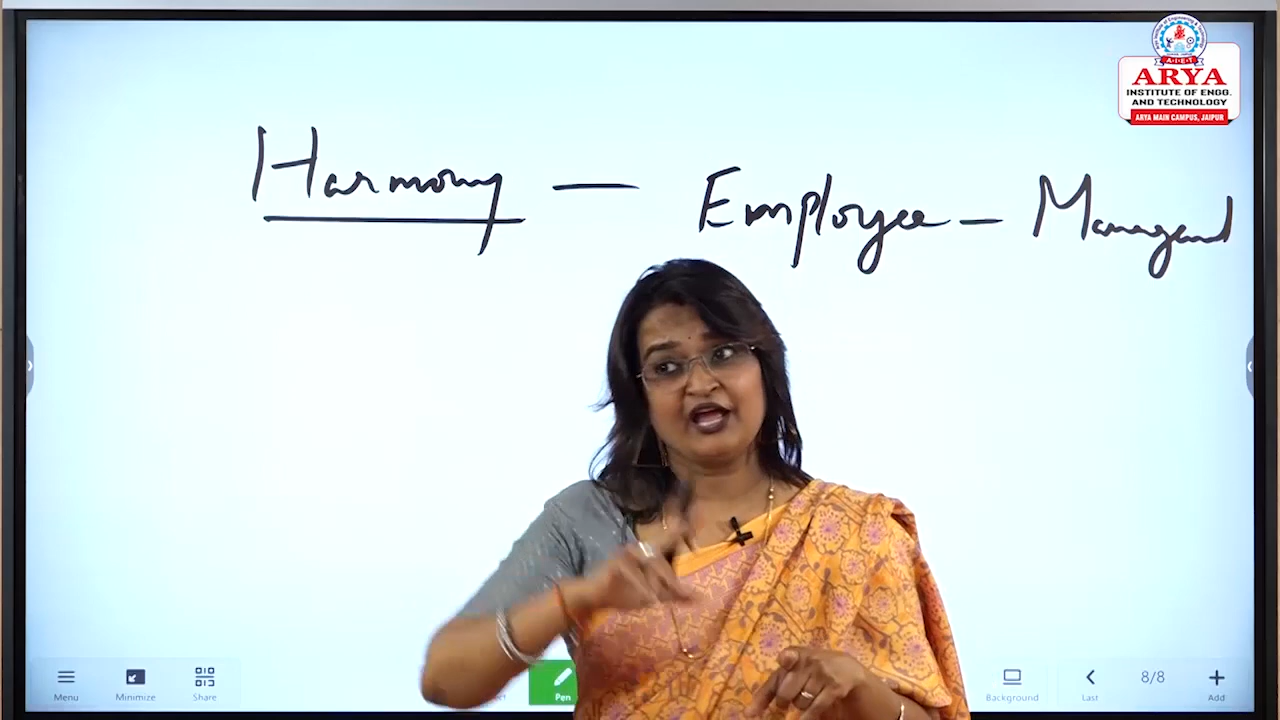 ARYA
INSTITUTE OF ENGG.
AND TECHNOLOGY
ARYA MAIN CAMPUS, JAIPUR
A·I·E·T
Harmony — Employee —
Menu
Minimize
Share
Pen
Background
Last
8/8
Add